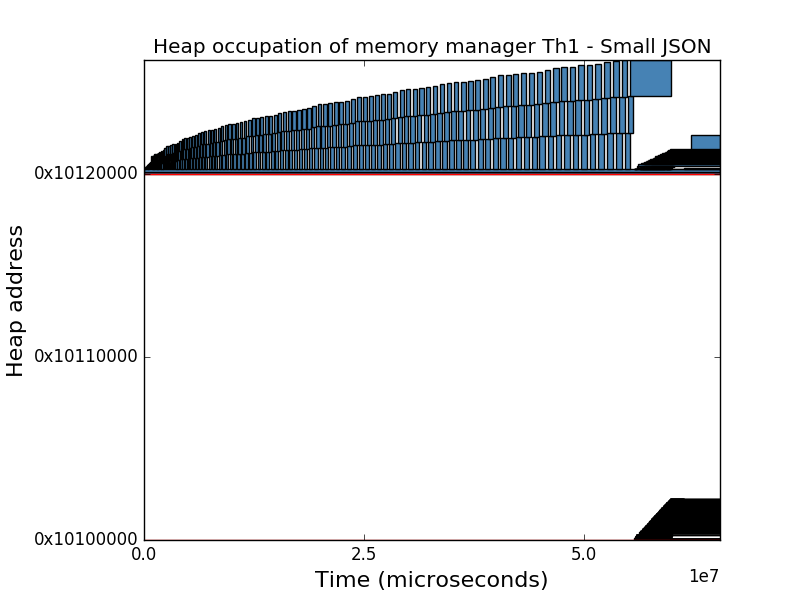 Heap occupation of memory manager Th1 - Small JSON
0x10120000
0x10110000
0x10100000
Heap address
0.0
2.5
5.0
1e7
Time (microseconds)